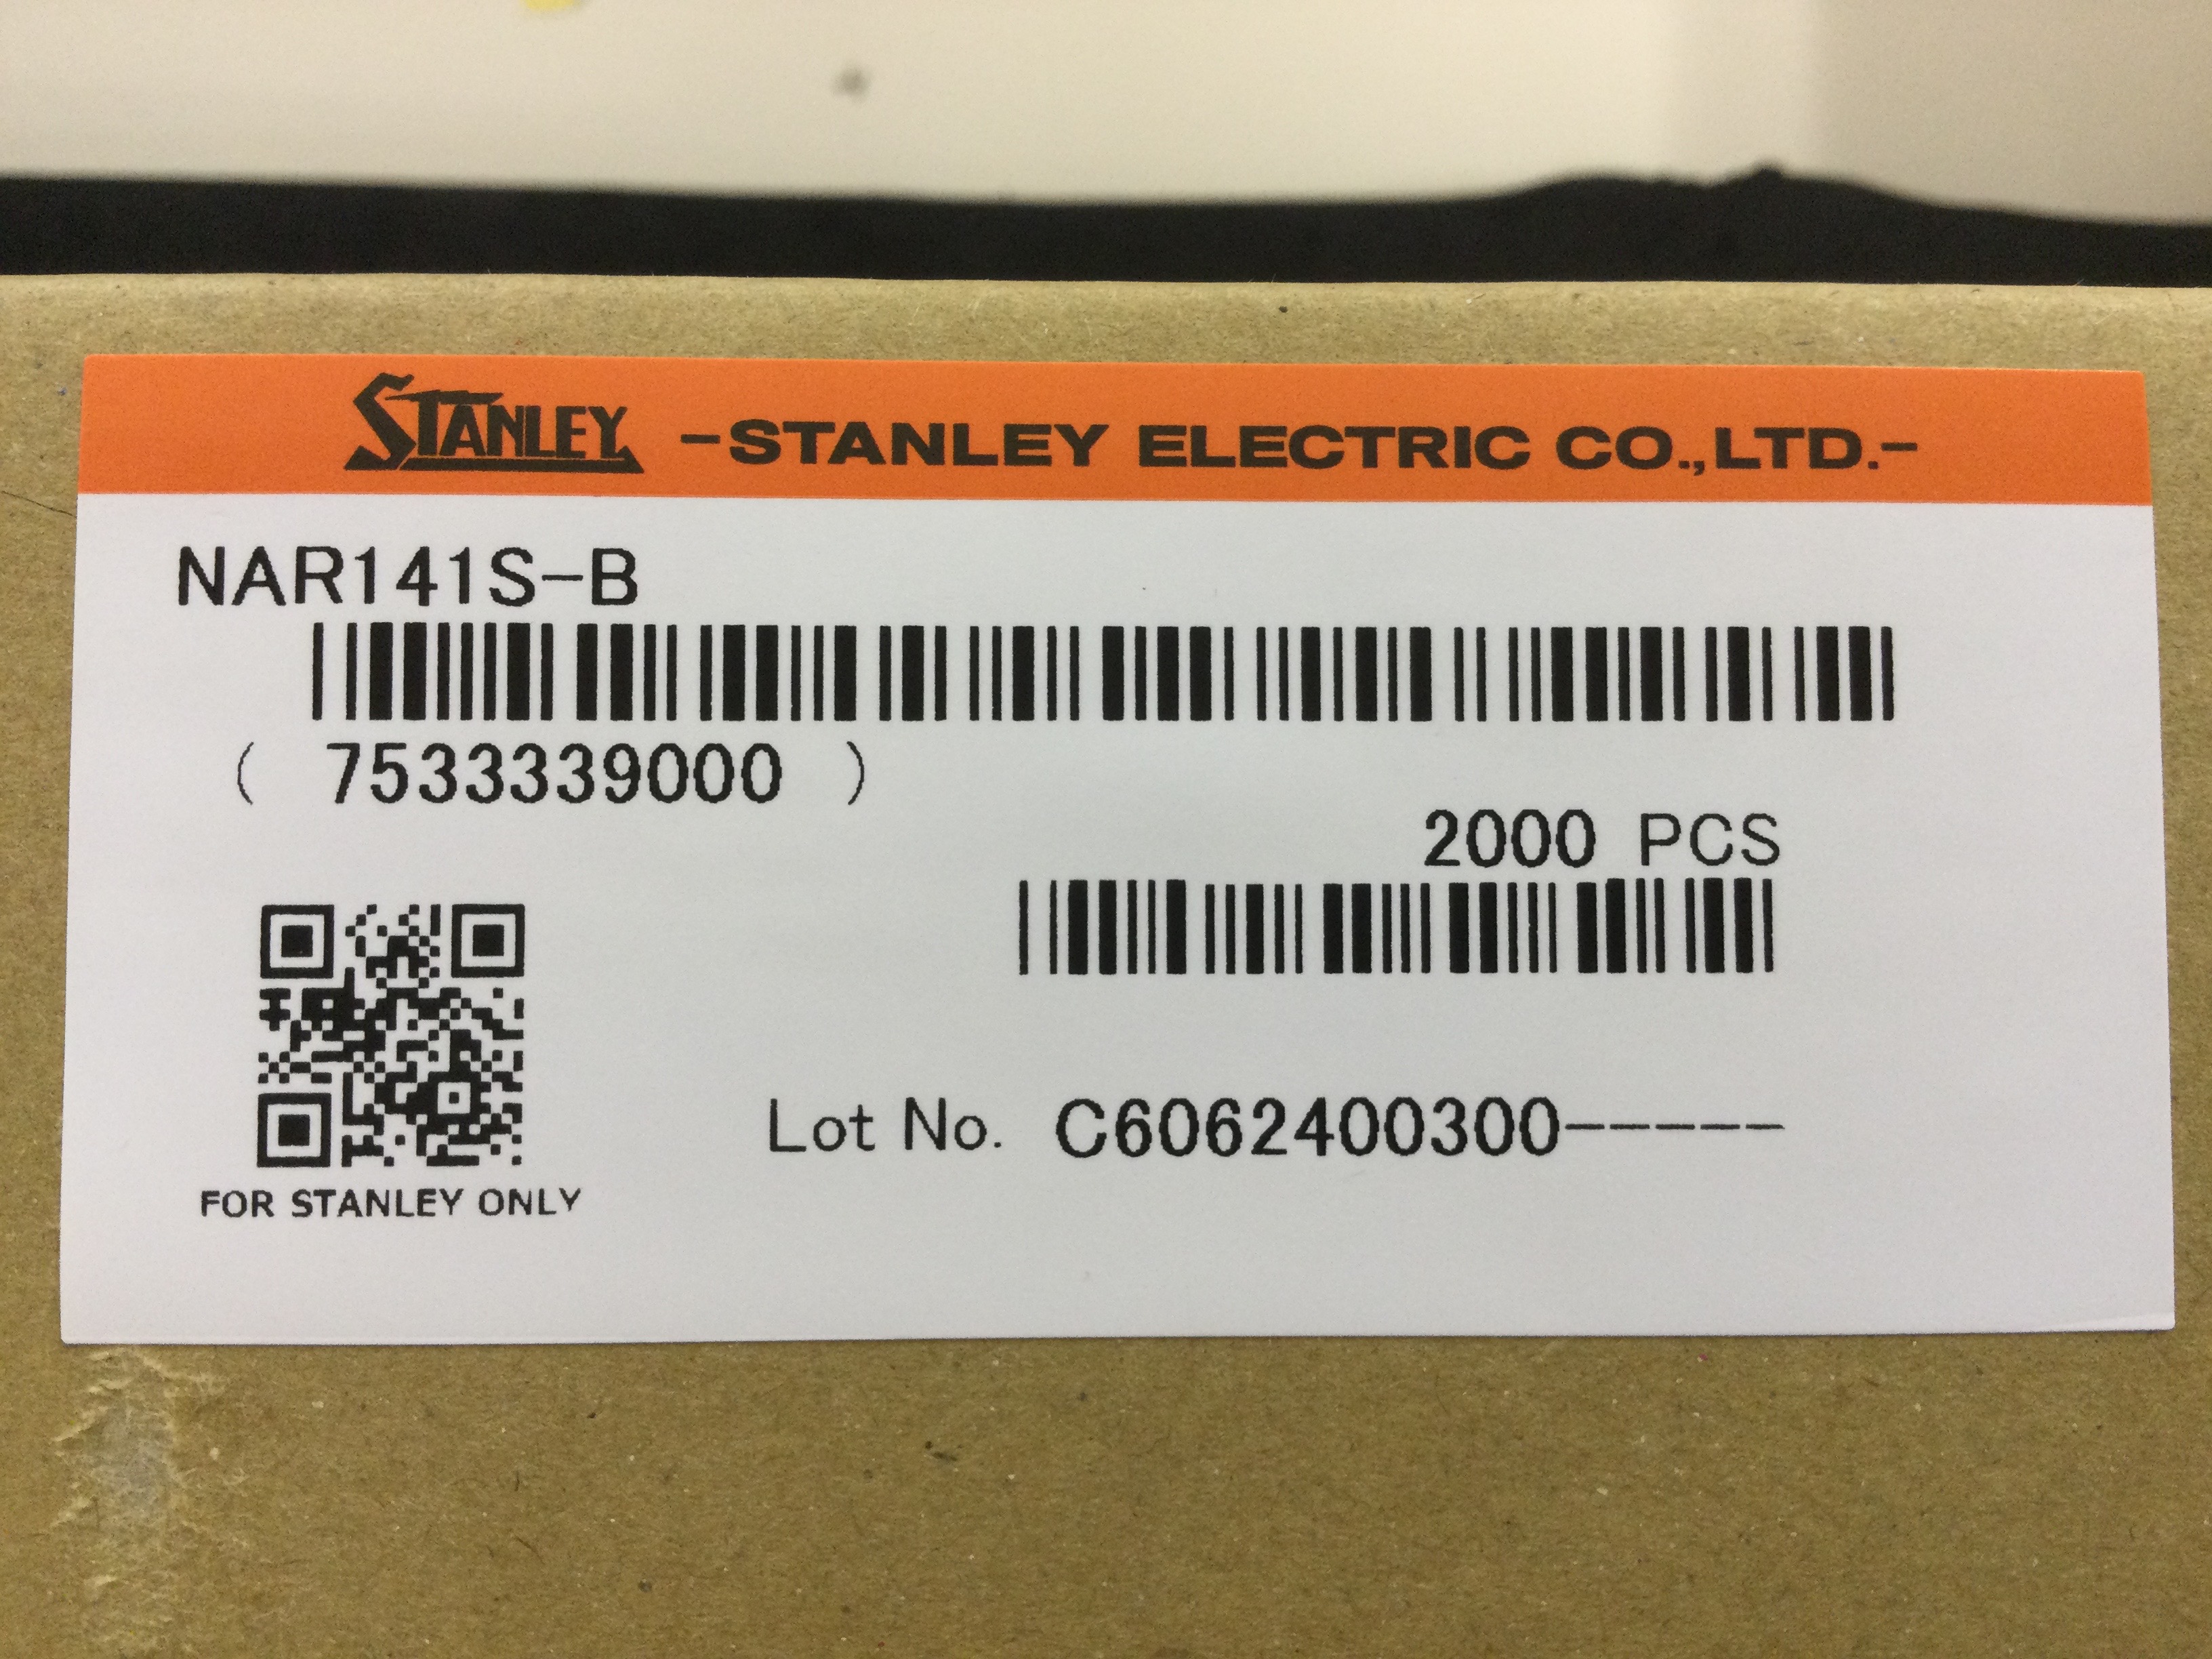 STANLEY -STANLEY ELECTRIC CO.,LTD.-
NAR141S-B
( 7533339000 )
2000 PCS
Lot No. C6062400300-----
FOR STANLEY ONLY